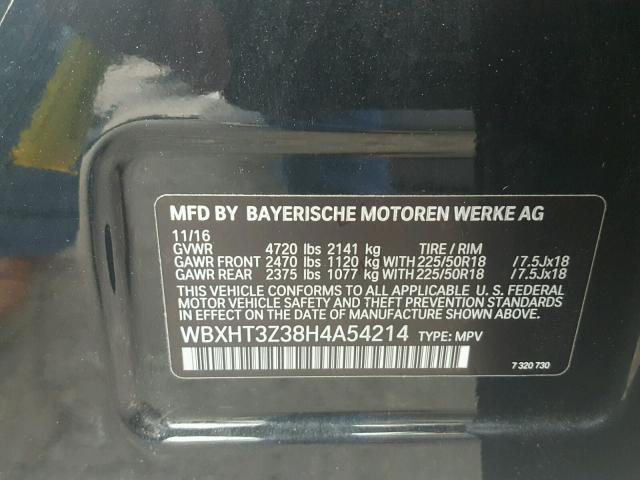 MFD BY BAYERISCHE MOTOREN WERKE AG
11/16
GVWR 4720 lbs 2141 kg TIRE / RIM
GAWR FRONT 2470 lbs 1120 kg WITH 225/50R18 /7.5Jx18
GAWR REAR 2375 lbs 1077 kg WITH 225/50R18 /7.5Jx18
THIS VEHICLE CONFORMS TO ALL APPLICABLE U. S. FEDERAL
MOTOR VEHICLE SAFETY, BUMPER, AND THEFT PREVENTION STANDARDS
IN EFFECT ON THE DATE OF MANUFACTURE SHOWN ABOVE.
WBXHT3Z38H4A54214 TYPE: MPV
7 320 730